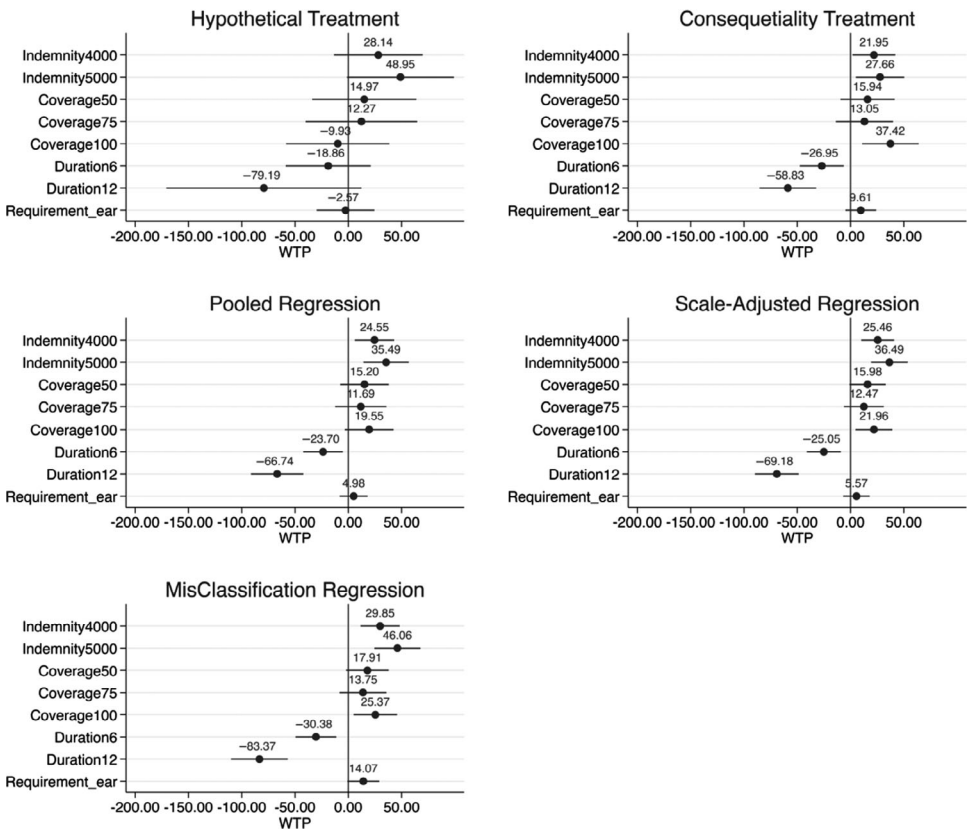 Hypothetical Treatment
Indemnity4000
28.14
Indemnity5000
48.95
Coverage50
14.97
Coverage75
12.27
Coverage100
−9.93
Duration6
−18.86
Duration12
−79.19
Requirement_ear
−2.57
-200.00 -150.00 -100.00 -50.00 0.00 50.00
WTP
Consequetiality Treatment
Indemnity4000
21.95
Indemnity5000
27.66
Coverage50
15.94
Coverage75
13.05
Coverage100
37.42
Duration6
−26.95
Duration12
−58.83
Requirement_ear
9.61
-200.00 -150.00 -100.00 -50.00 0.00 50.00
WTP
Pooled Regression
Indemnity4000
24.55
Indemnity5000
35.49
Coverage50
15.20
Coverage75
11.69
Coverage100
19.55
Duration6
−23.70
Duration12
−66.74
Requirement_ear
4.98
-200.00 -150.00 -100.00 -50.00 0.00 50.00
WTP
Scale-Adjusted Regression
Indemnity4000
25.46
Indemnity5000
36.49
Coverage50
15.98
Coverage75
12.47
Coverage100
21.96
Duration6
−25.05
Duration12
−69.18
Requirement_ear
5.57
-200.00 -150.00 -100.00 -50.00 0.00 50.00
WTP
MisClassification Regression
Indemnity4000
29.85
Indemnity5000
46.06
Coverage50
17.91
Coverage75
13.75
Coverage100
25.37
Duration6
−30.38
Duration12
−83.37
Requirement_ear
14.07
-200.00 -150.00 -100.00 -50.00 0.00 50.00
WTP